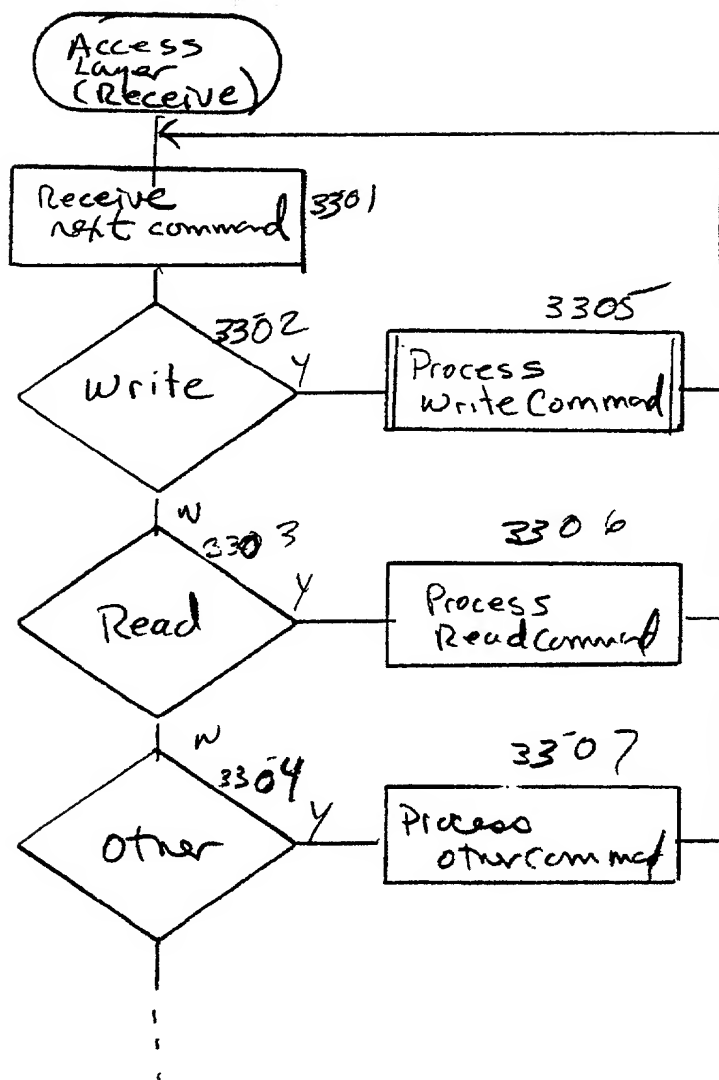 Access
Layer
(Receive)
Receive
next command
3301
3302
Write
Y
3305
Process
Write Command
N
3303
Read
Y
3306
Process
Read Command
N
3304
Other
Y
3307
Process
Other Command